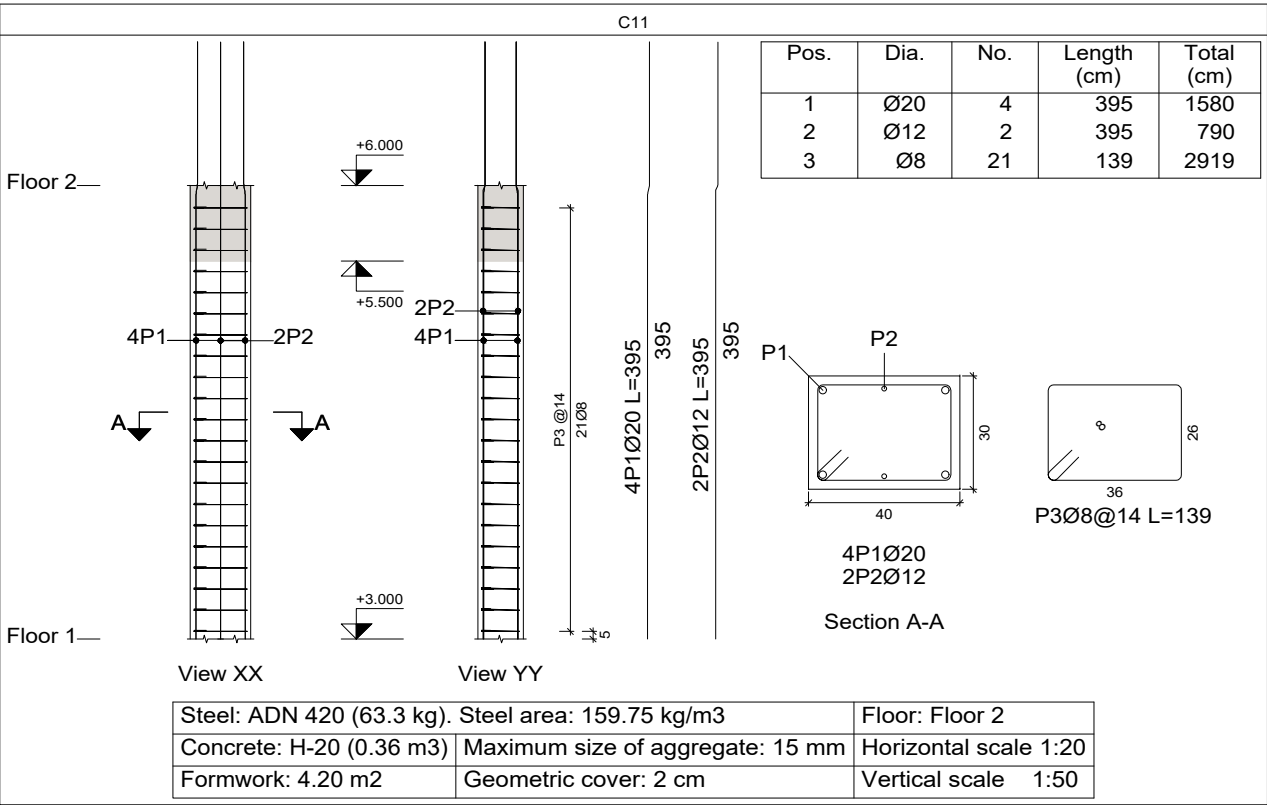 C11
Pos. Dia. No. Length (cm) Total (cm)
1 Ø20 4 395 1580
2 Ø12 2 395 790
3 Ø8 21 139 2919
Floor 2
+6.000
+5.500
2P2
4P1
2P2
4P1
A
A
P3 @14
21Ø8
4P1Ø20 L=395
395
2P2Ø12 L=395
395
P1
P2
30
40
4P1Ø20
2P2Ø12
Section A-A
8
26
36
P3Ø8@14 L=139
+3.000
5
Floor 1
View XX
View YY
Steel: ADN 420 (63.3 kg). Steel area: 159.75 kg/m3
Floor: Floor 2
Concrete: H-20 (0.36 m3)
Maximum size of aggregate: 15 mm
Horizontal scale 1:20
Formwork: 4.20 m2
Geometric cover: 2 cm
Vertical scale 1:50